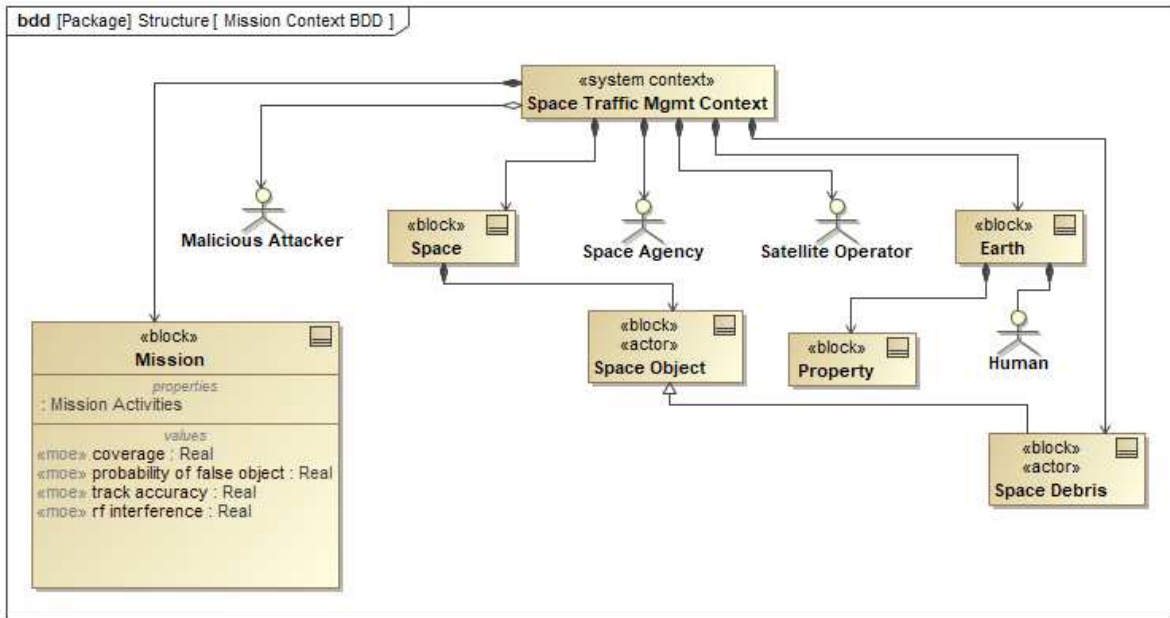 bdd [Package] Structure [ Mission Context BDD ]
«system context»
Space Traffic Mgmt Context
Malicious Attacker
«block»
Space
Space Agency
Satellite Operator
«block»
Earth
«block»
Mission
properties
: Mission Activities
values
«moe» coverage : Real
«moe» probability of false object : Real
«moe» track accuracy : Real
«moe» rf interference : Real
«block»
«actor»
Space Object
«block»
Property
Human
«block»
«actor»
Space Debris